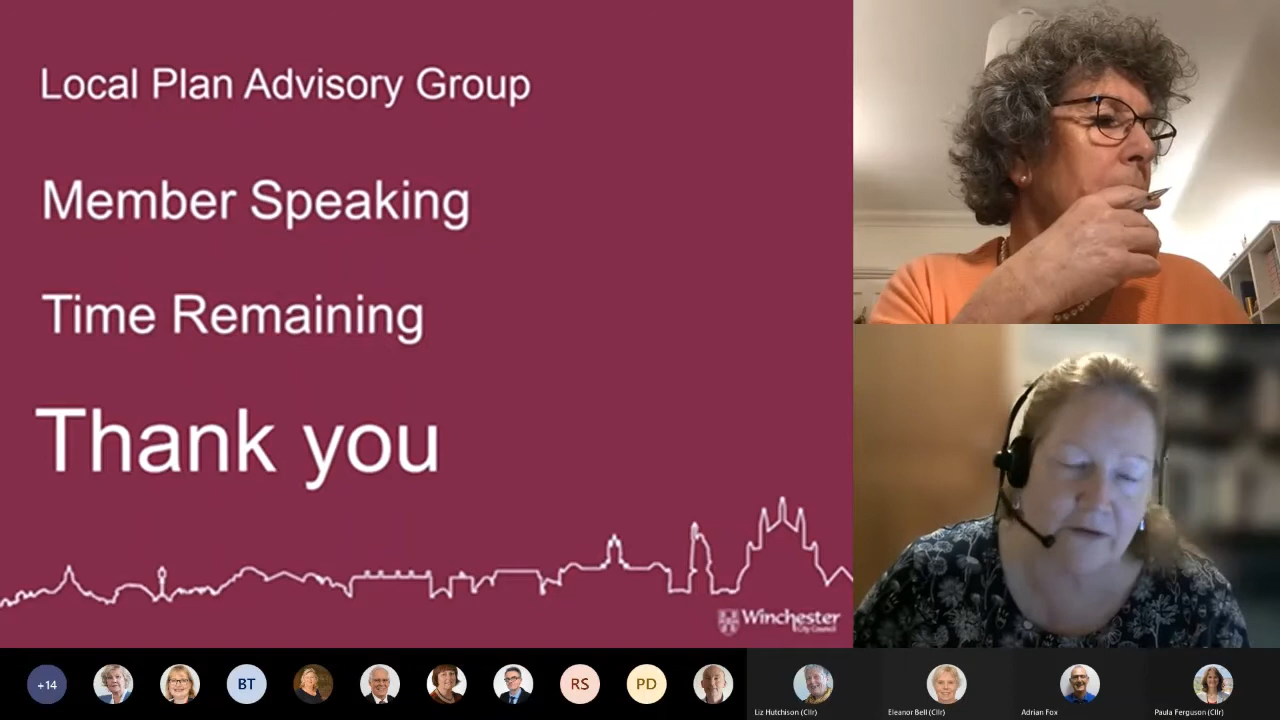 Local Plan Advisory Group
Member Speaking
Time Remaining
Thank you
Winchester
City Council
+14
BT
RS
PD
Liz Hutchison (Cllr)
Eleanor Bell (Cllr)
Adrian Fox
Paula Ferguson (Cllr)